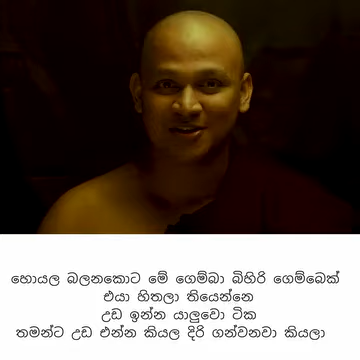 හොයල බලනකොට මේ ගෙම්බා බිහිරි ගෙම්බෙක්
එයා හිතලා තියෙන්නෙ
උඩ ඉන්න යාලුවො ටික
තමන්ට උඩ එන්න කියල දිරි ගන්වනවා කියලා